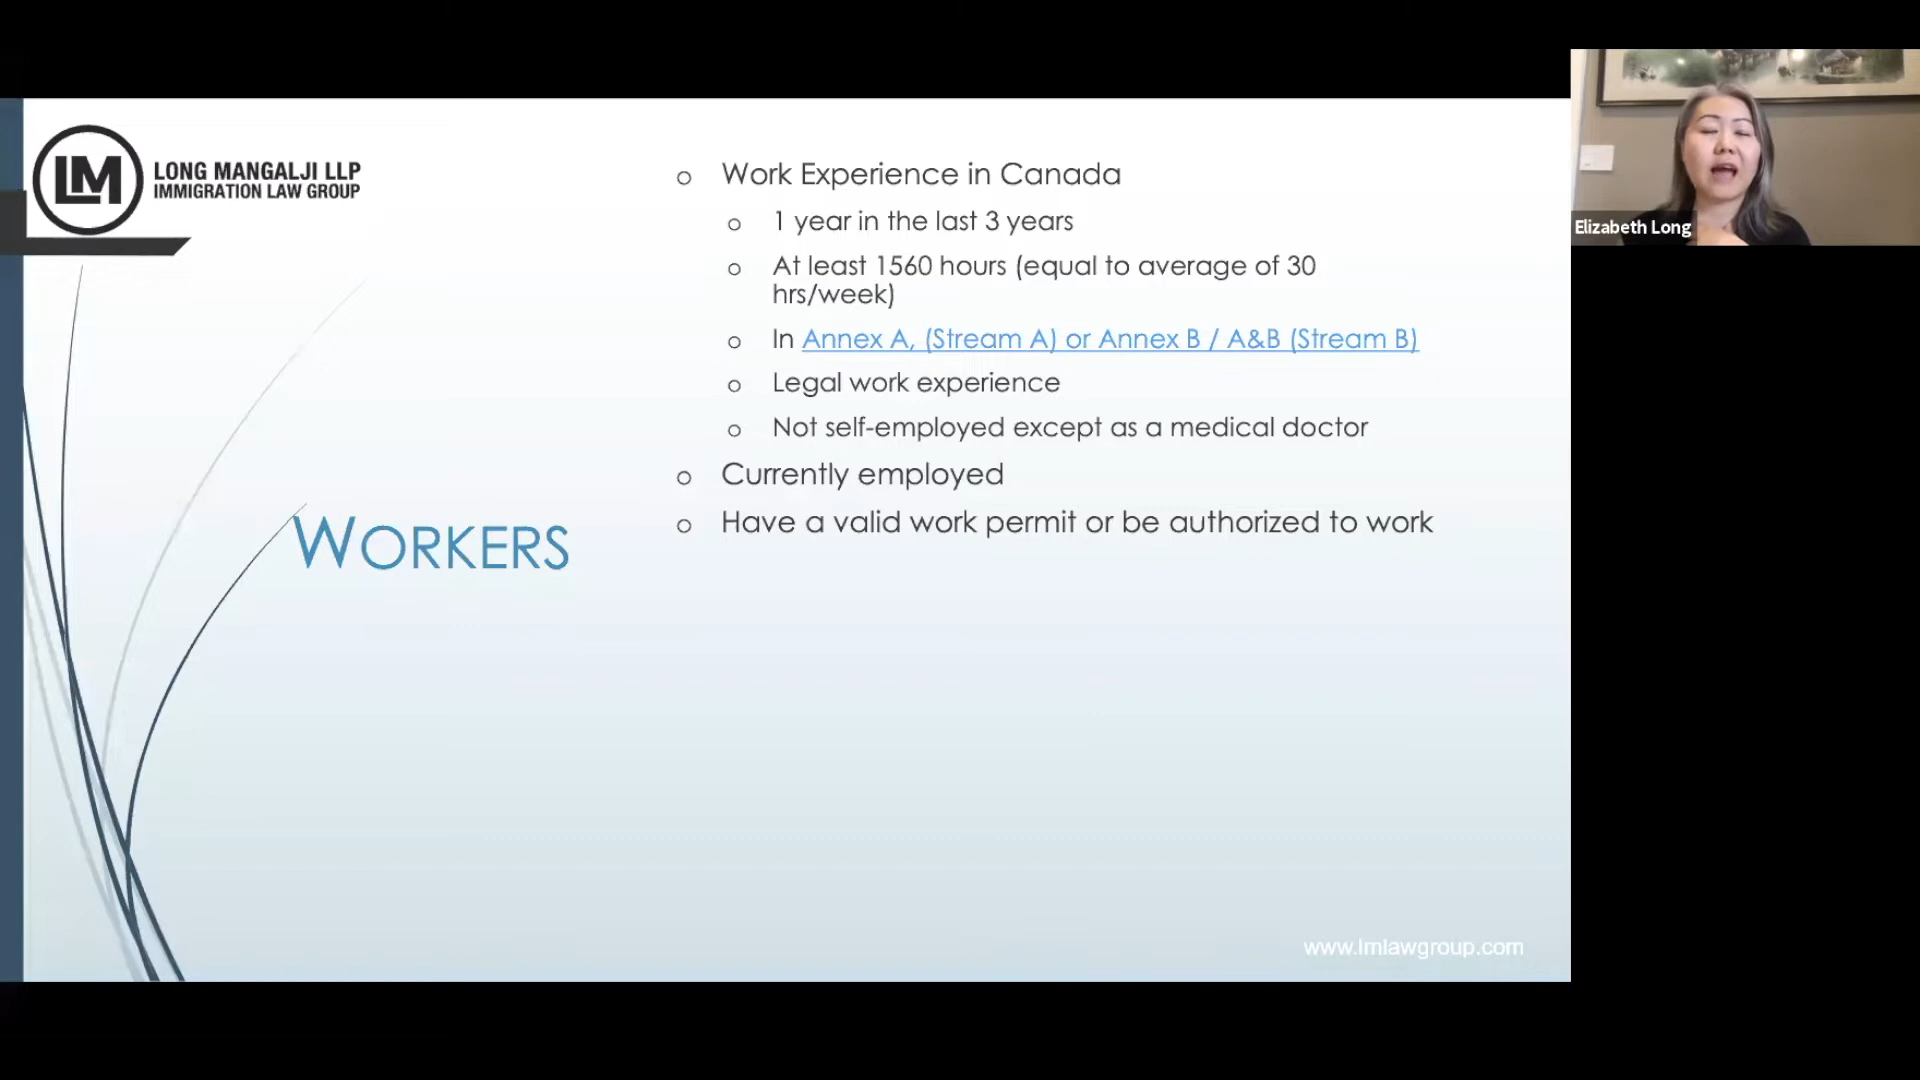 LM
LONG MANGALJI LLP
IMMIGRATION LAW GROUP
WORKERS
Work Experience in Canada
1 year in the last 3 years
At least 1560 hours (equal to average of 30
hrs/week)
In Annex A, (Stream A) or Annex B / A&B (Stream B)
Legal work experience
Not self-employed except as a medical doctor
Currently employed
Have a valid work permit or be authorized to work
www.lmlawgroup.com
Elizabeth Long